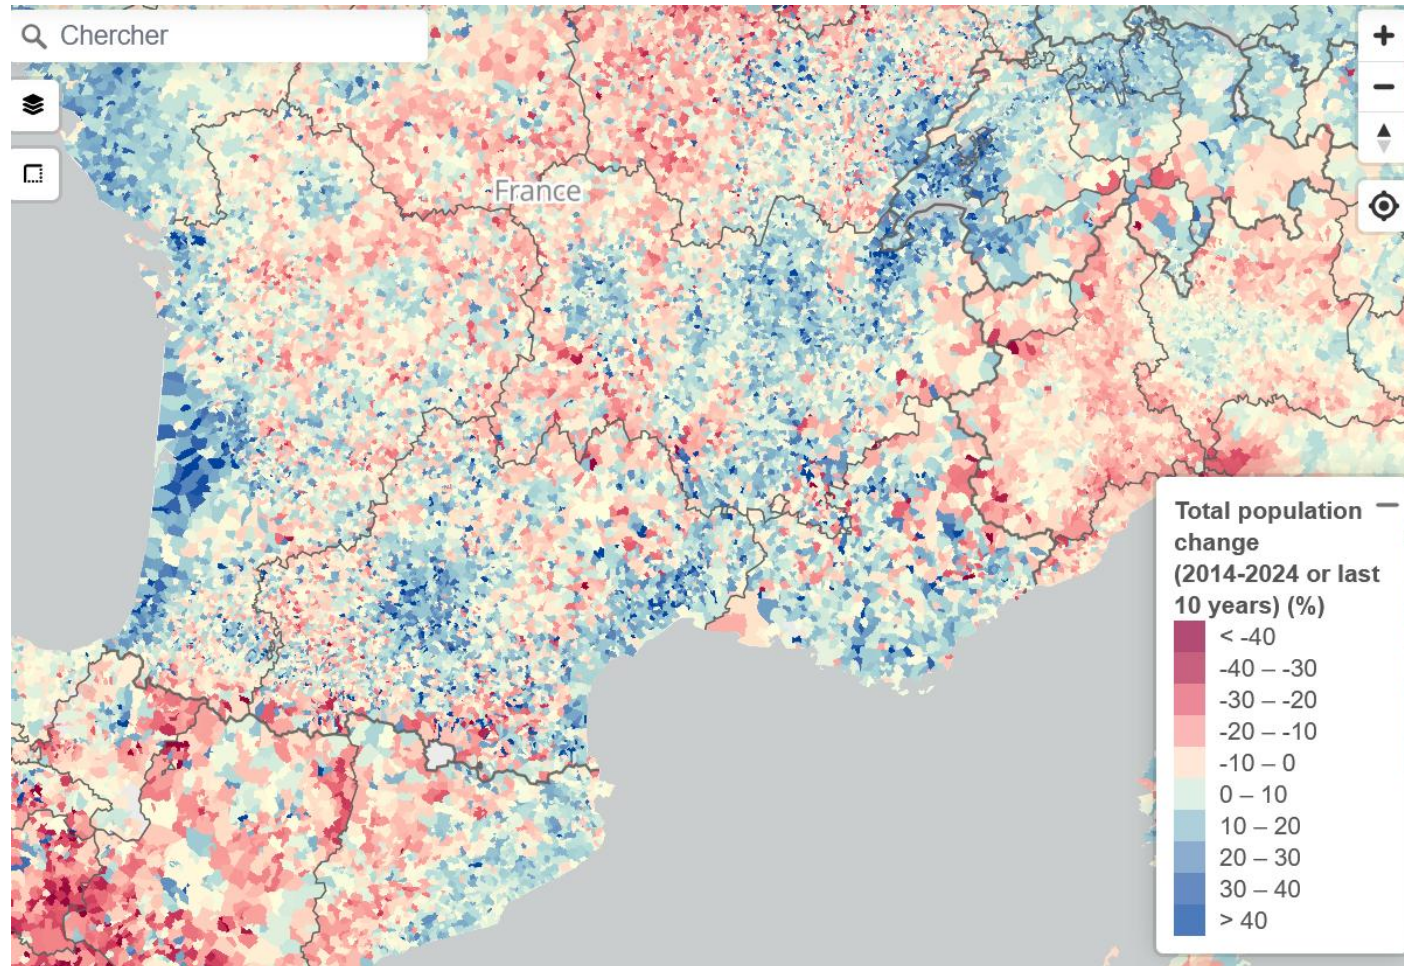 Chercher
France
Total population
change
(2014-2024 or last
10 years) (%)
< -40
-40 – -30
-30 – -20
-20 – -10
-10 – 0
0 – 10
10 – 20
20 – 30
30 – 40
> 40